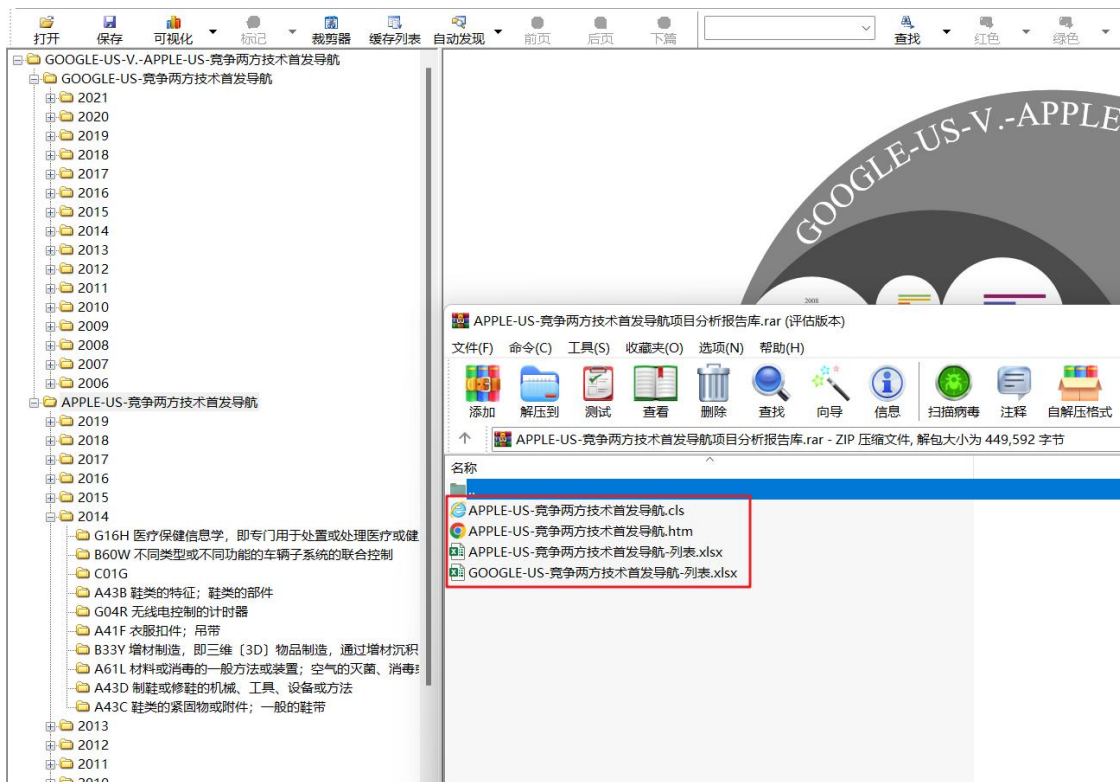 打开 保存 可视化 标记 裁剪器 缓存列表 自动发现 前页 后页 下篇 查找 红色 绿色
GOOGLE-US-V.-APPLE-US-竞争两方技术首发导航
GOOGLE-US-竞争两方技术首发导航
2021
2020
2019
2018
2017
2016
2015
2014
2013
2012
2011
2010
2009
2008
2007
2006
APPLE-US-竞争两方技术首发导航
2019
2018
2017
2016
2015
2014
G16H 医疗保健信息学，即专门用于处置或处理医疗或健
B60W 不同类型或不同功能的车辆子系统的联合控制
C01G
A43B 鞋类的特征；鞋类的部件
G04R 无线电控制的计时器
A41F 衣服扣件；吊带
B33Y 增材制造，即三维〔3D〕物品制造，通过增材沉积
A61L 材料或消毒的一般方法或装置；空气的灭菌、消毒
A43D 制鞋或修鞋的机械、工具、设备或方法
A43C 鞋类的紧固物或附件；一般的鞋带
2013
2012
2011
2010
GOOGLE-US-V.-APPLE
2008
APPLE-US-竞争两方技术首发导航项目分析报告库.rar (评估版本)
文件(F) 命令(C) 工具(S) 收藏夹(O) 选项(N) 帮助(H)
添加 解压到 测试 查看 删除 查找 向导 信息 扫描病毒 注释 自解压格式
APPLE-US-竞争两方技术首发导航项目分析报告库.rar - ZIP 压缩文件, 解包大小为 449,592 字节
名称
..
APPLE-US-竞争两方技术首发导航.cls
APPLE-US-竞争两方技术首发导航.htm
APPLE-US-竞争两方技术首发导航-列表.xlsx
GOOGLE-US-竞争两方技术首发导航-列表.xlsx